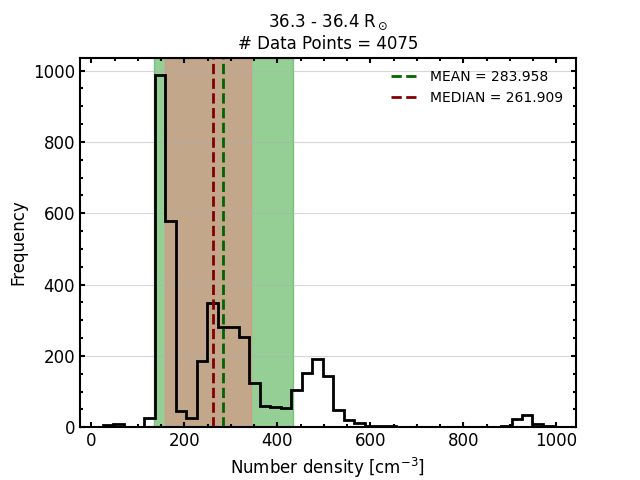 36.3 - 36.4 R⊙
# Data Points = 4075
MEAN = 283.958
MEDIAN = 261.909
1000
800
600
400
200
0
Frequency
0 200 400 600 800 1000
Number density [cm⁻³]